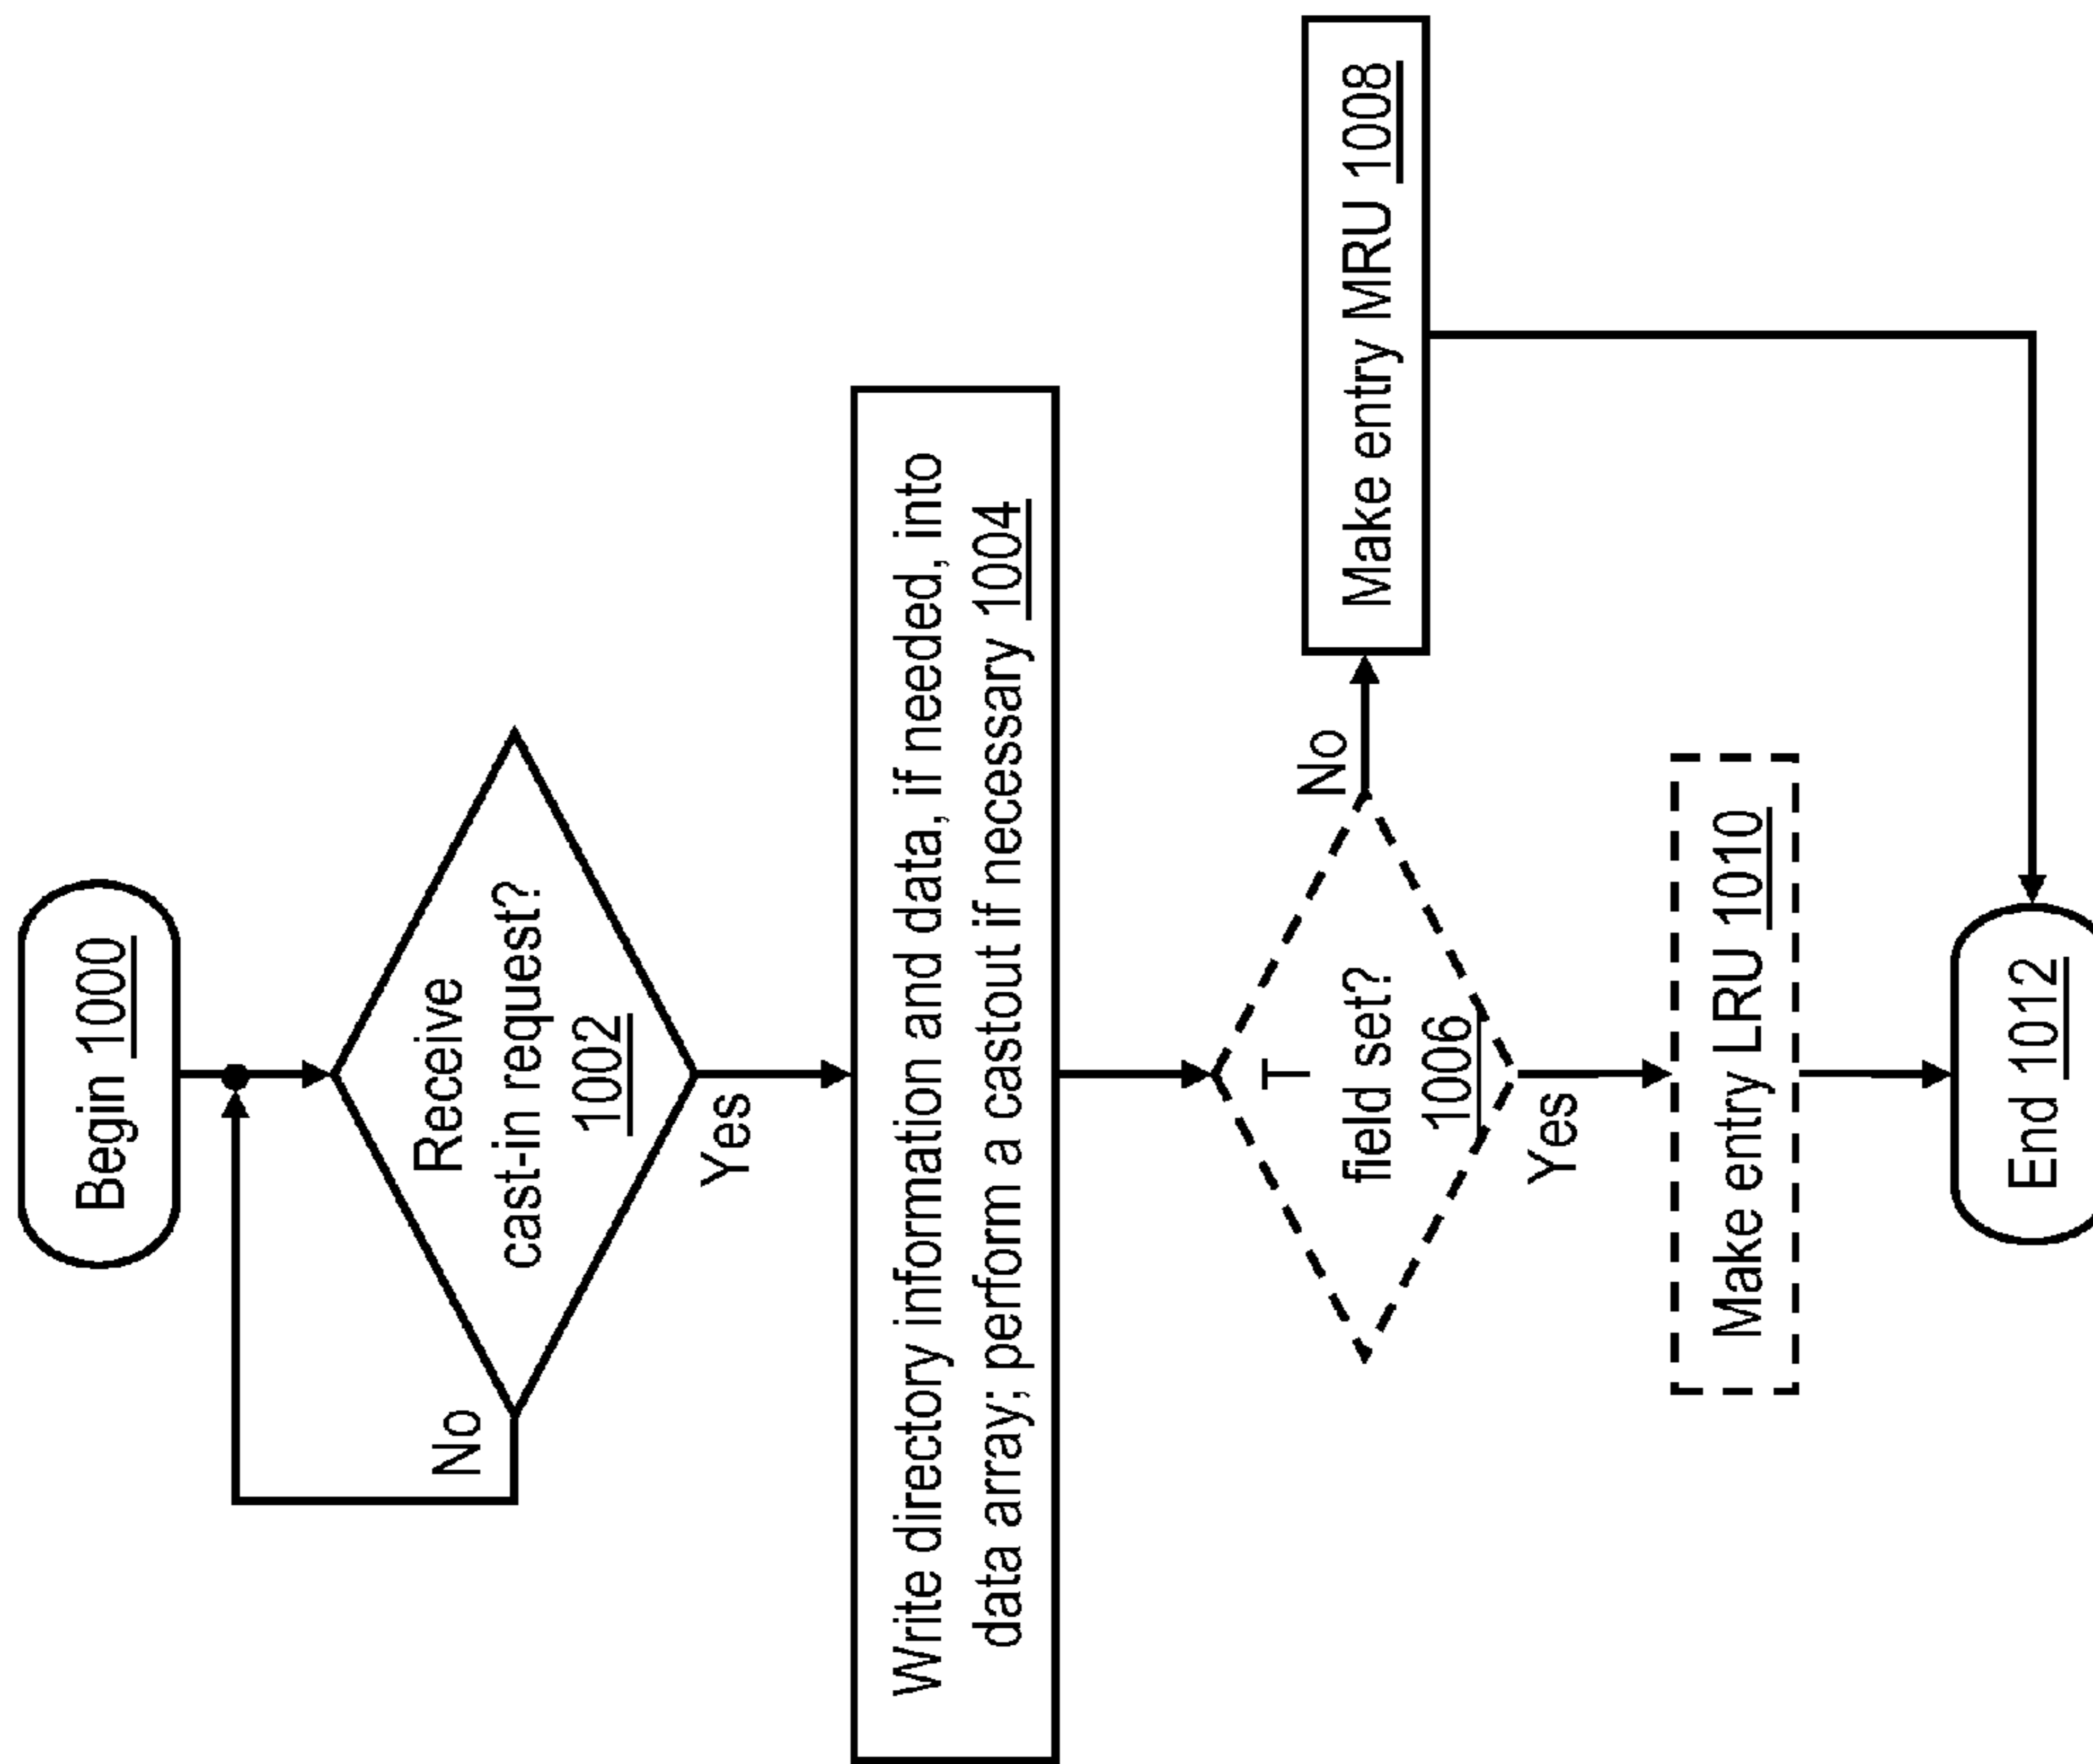 Begin 1000
No
Receive
cast-in request?
1002
Yes
Write directory information and data, if needed, into
data array; perform a castout if necessary 1004
T
field set?
1006
No
Make entry MRU 1008
Yes
Make entry LRU 1010
End 1012